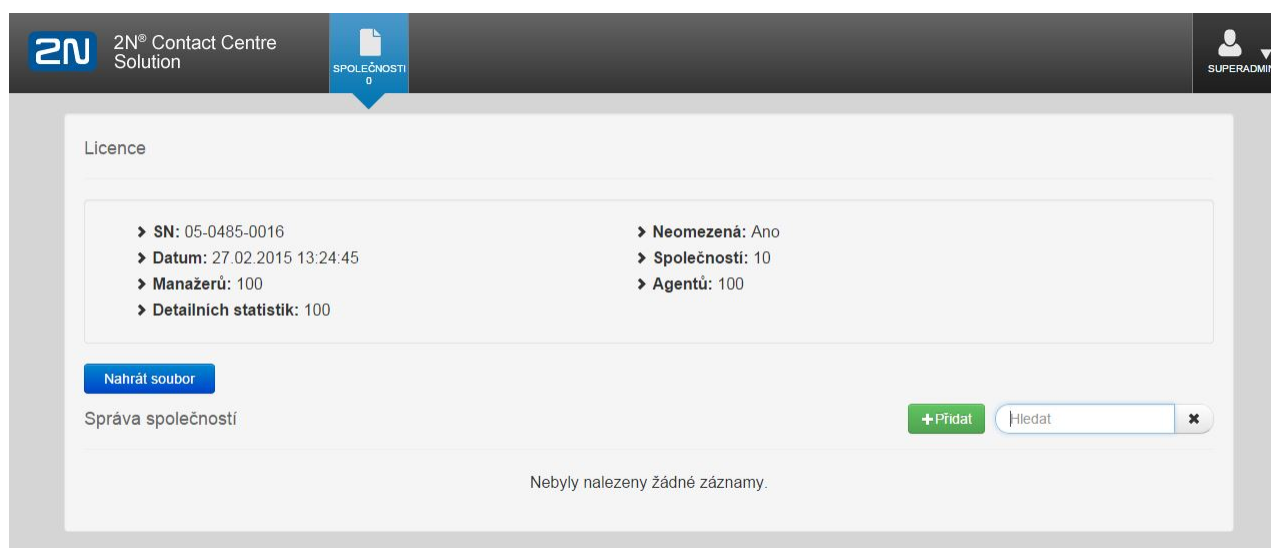 2N
2N® Contact Centre
Solution
SPOLEČNOSTI
0
SUPERADMIN
Licence
SN: 05-0485-0016
Neomezená: Ano
Datum: 27.02.2015 13:24:45
Společností: 10
Manažerů: 100
Agentů: 100
Detailních statistik: 100
Nahrát soubor
Správa společností
+Přidat
Hledat
Nebyly nalezeny žádné záznamy.